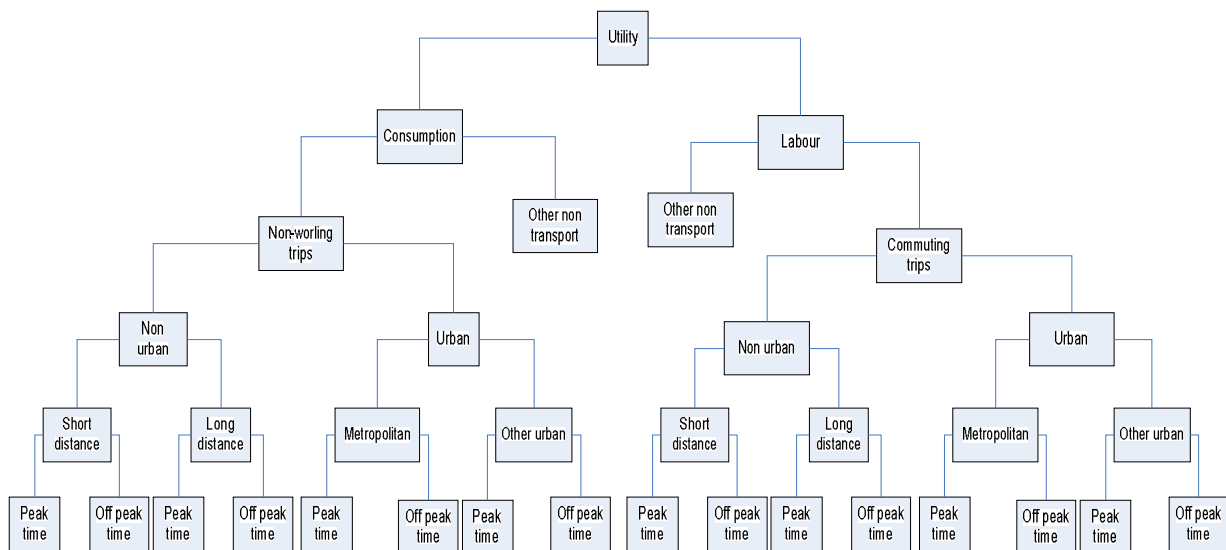 Utility
Consumption
Labour
Other non
transport
Other non
transport
Non-worling
trips
Commuting
trips
Non
urban
Urban
Non urban
Urban
Short
distance
Long
distance
Metropolitan
Other urban
Short
distance
Long
distance
Metropolitan
Other urban
Peak
time
Off peak
time
Peak
time
Off peak
time
Peak
time
Off peak
time
Peak
time
Off peak
time
Peak
time
Off peak
time
Peak
time
Off peak
time
Peak
time
Off peak
time
Peak
time
Off peak
time